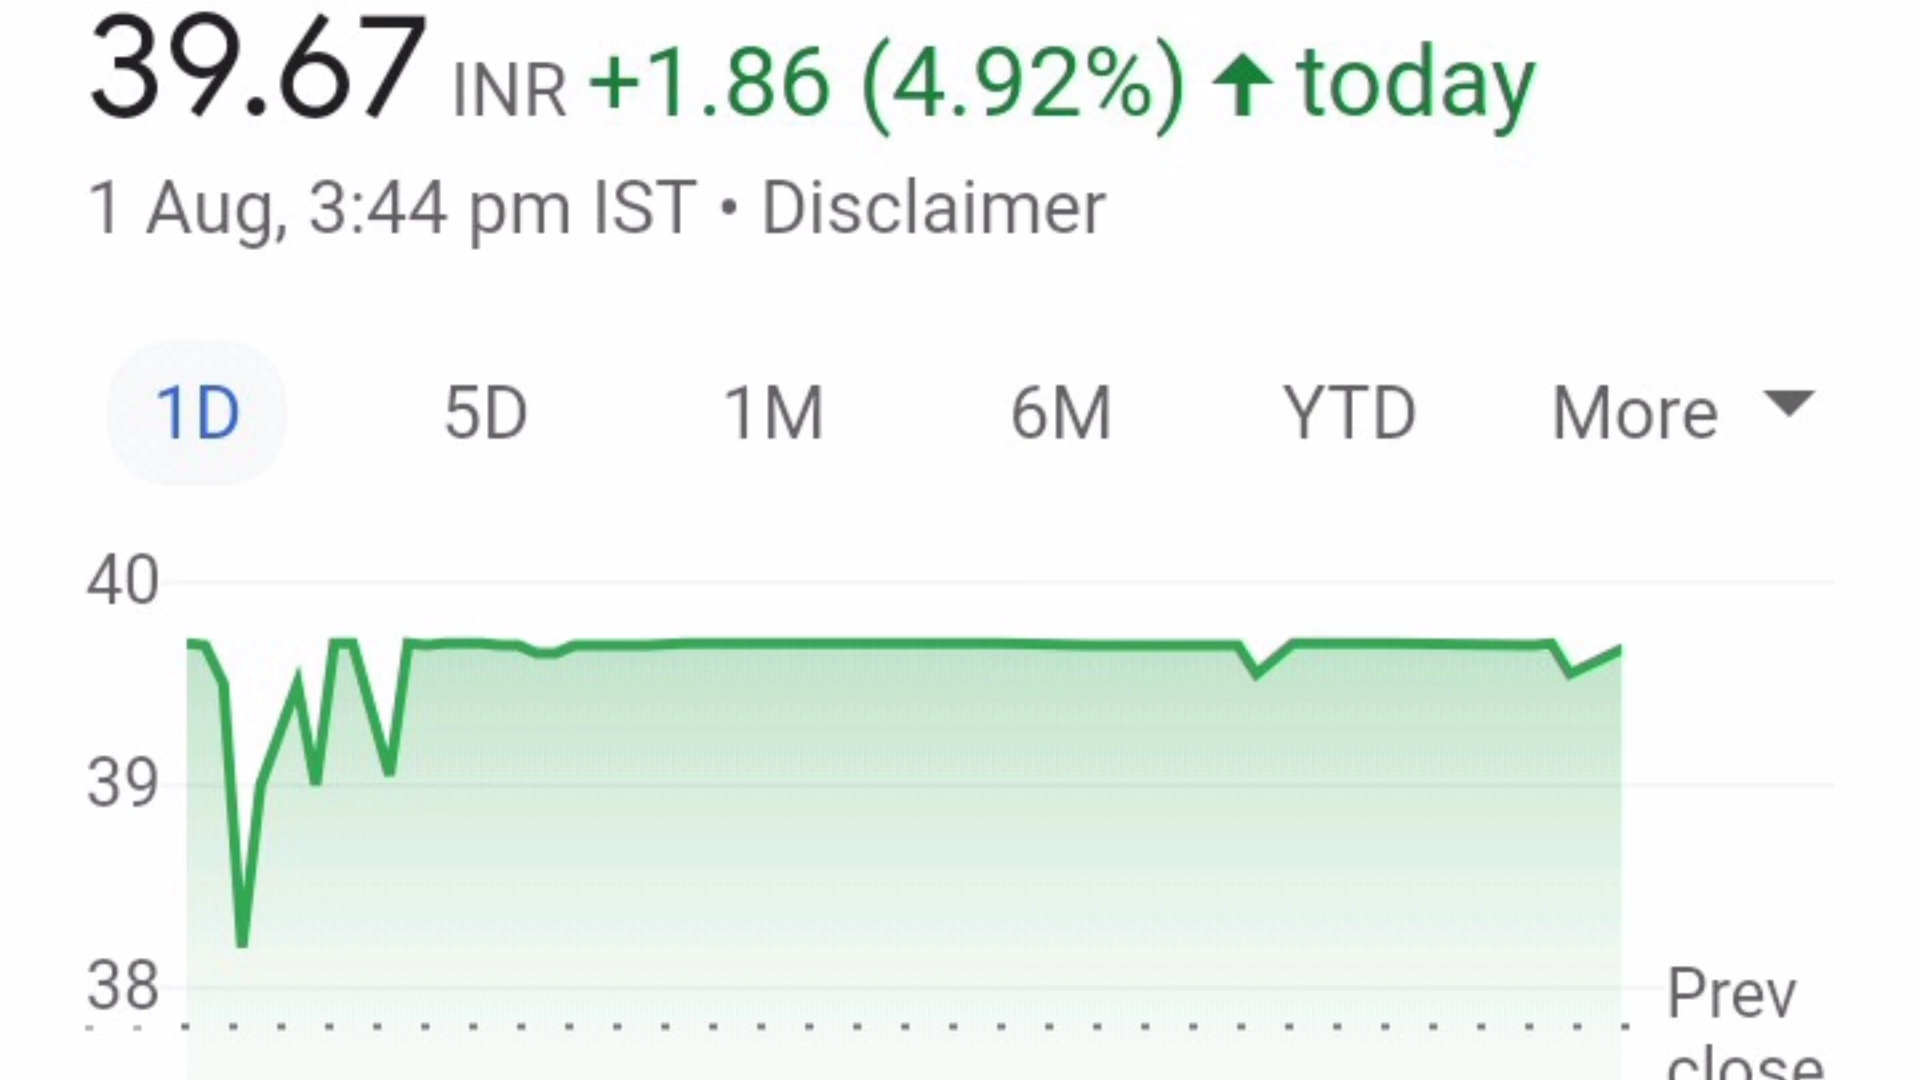 39.67 INR +1.86 (4.92%) ↑ today
1 Aug, 3:44 pm IST • Disclaimer
1D 5D 1M 6M YTD More
40
39
38
Prev
close